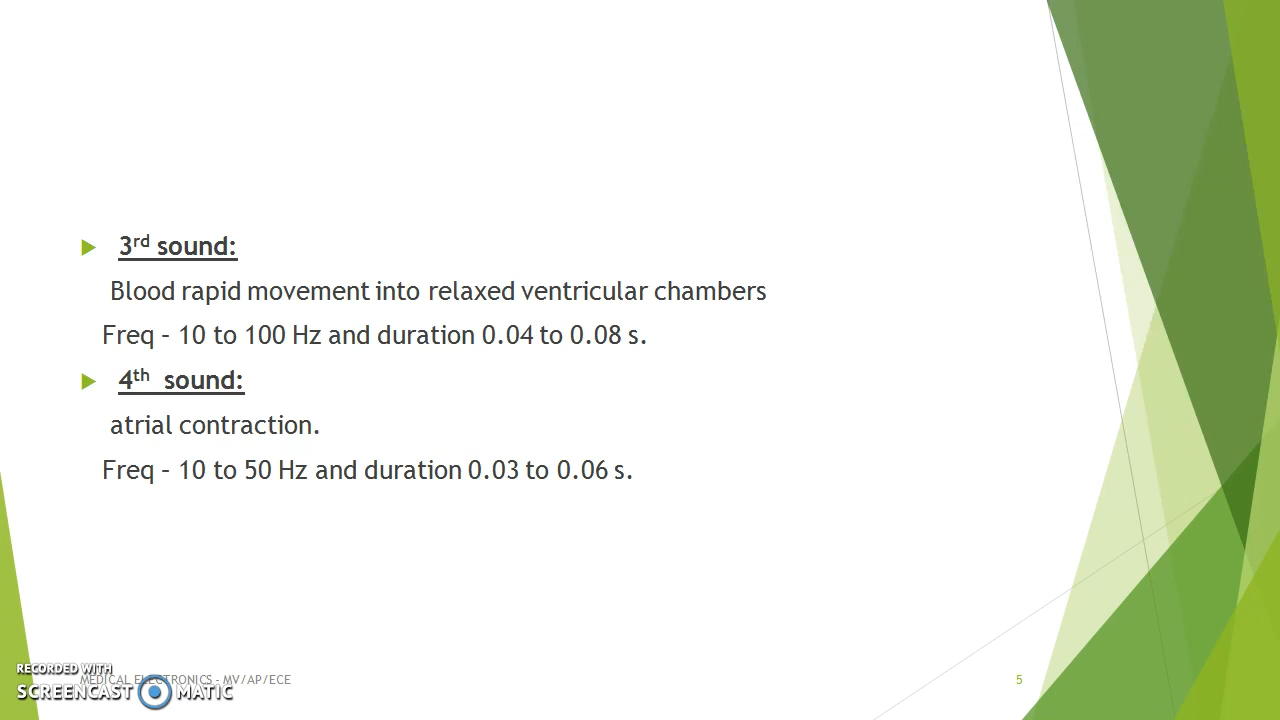 3rd sound:
Blood rapid movement into relaxed ventricular chambers
Freq – 10 to 100 Hz and duration 0.04 to 0.08 s.
4th sound:
atrial contraction.
Freq – 10 to 50 Hz and duration 0.03 to 0.06 s.
RECORDED WITH
SCREENCAST MATIC
MEDICAL ELECTRONICS - MV/AP/ECE
5